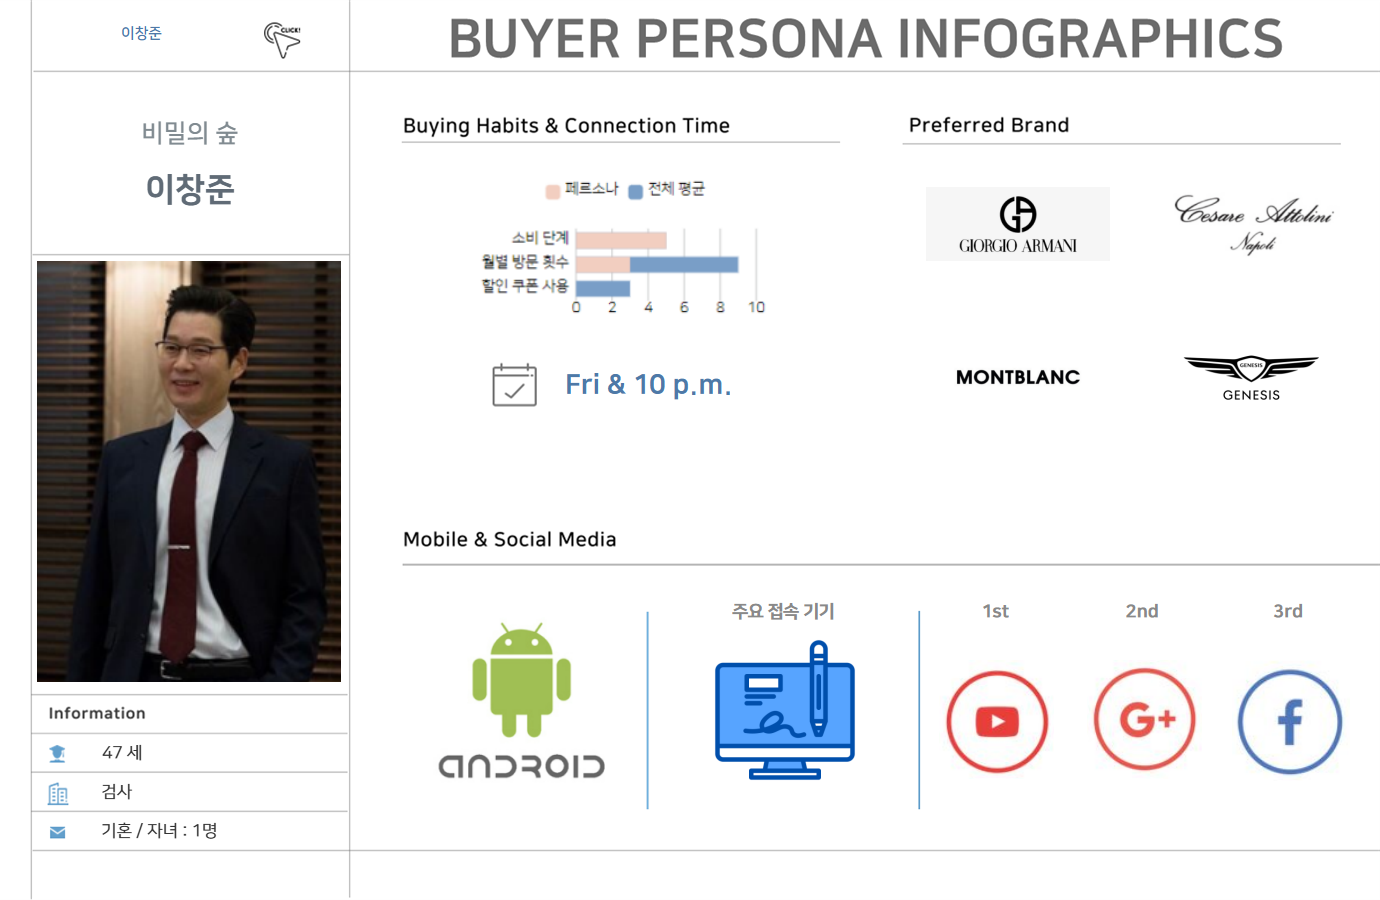 이창준
CLICK!
BUYER PERSONA INFOGRAPHICS
비밀의 숲
이창준
Information
47 세
검사
기혼 / 자녀 : 1명
Buying Habits & Connection Time
페르소나 전체 평균
소비 단계
월별 방문 횟수
할인 쿠폰 사용
0 2 4 6 8 10
Fri & 10 p.m.
Preferred Brand
GIORGIO ARMANI
Cesare Attolini
Napoli
MONTBLANC
GENESIS
GENESIS
Mobile & Social Media
ANDROID
주요 접속 기기
1st 2nd 3rd
G+
f